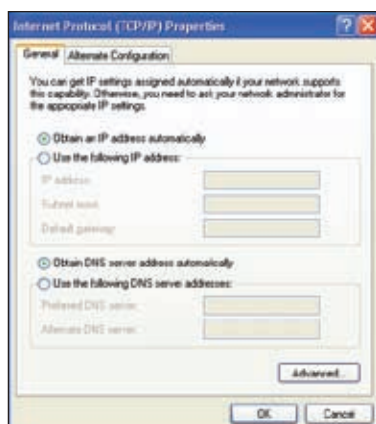 Internet Protocol (TCP/IP) Properties
General
Alternate Configuration
You can get IP settings assigned automatically if your network supports
this capability. Otherwise, you need to ask your network administrator for
the appropriate IP settings.
Obtain an IP address automatically
Use the following IP address:
IP address:
Subnet mask:
Default gateway:
Obtain DNS server address automatically
Use the following DNS server addresses:
Preferred DNS server:
Alternate DNS server:
Advanced...
OK
Cancel